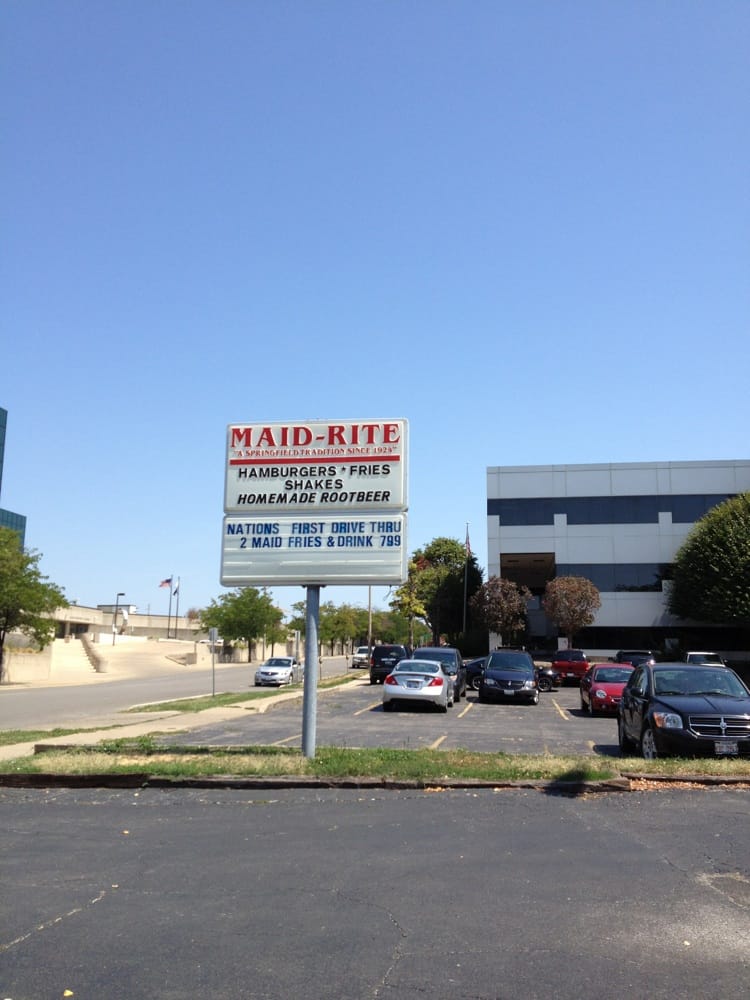 MAID-RITE
"A SPRINGFIELD TRADITION SINCE 1924"
HAMBURGERS * FRIES
SHAKES
HOMEMADE ROOTBEER
NATIONS FIRST DRIVE THRU
2 MAID FRIES & DRINK 799